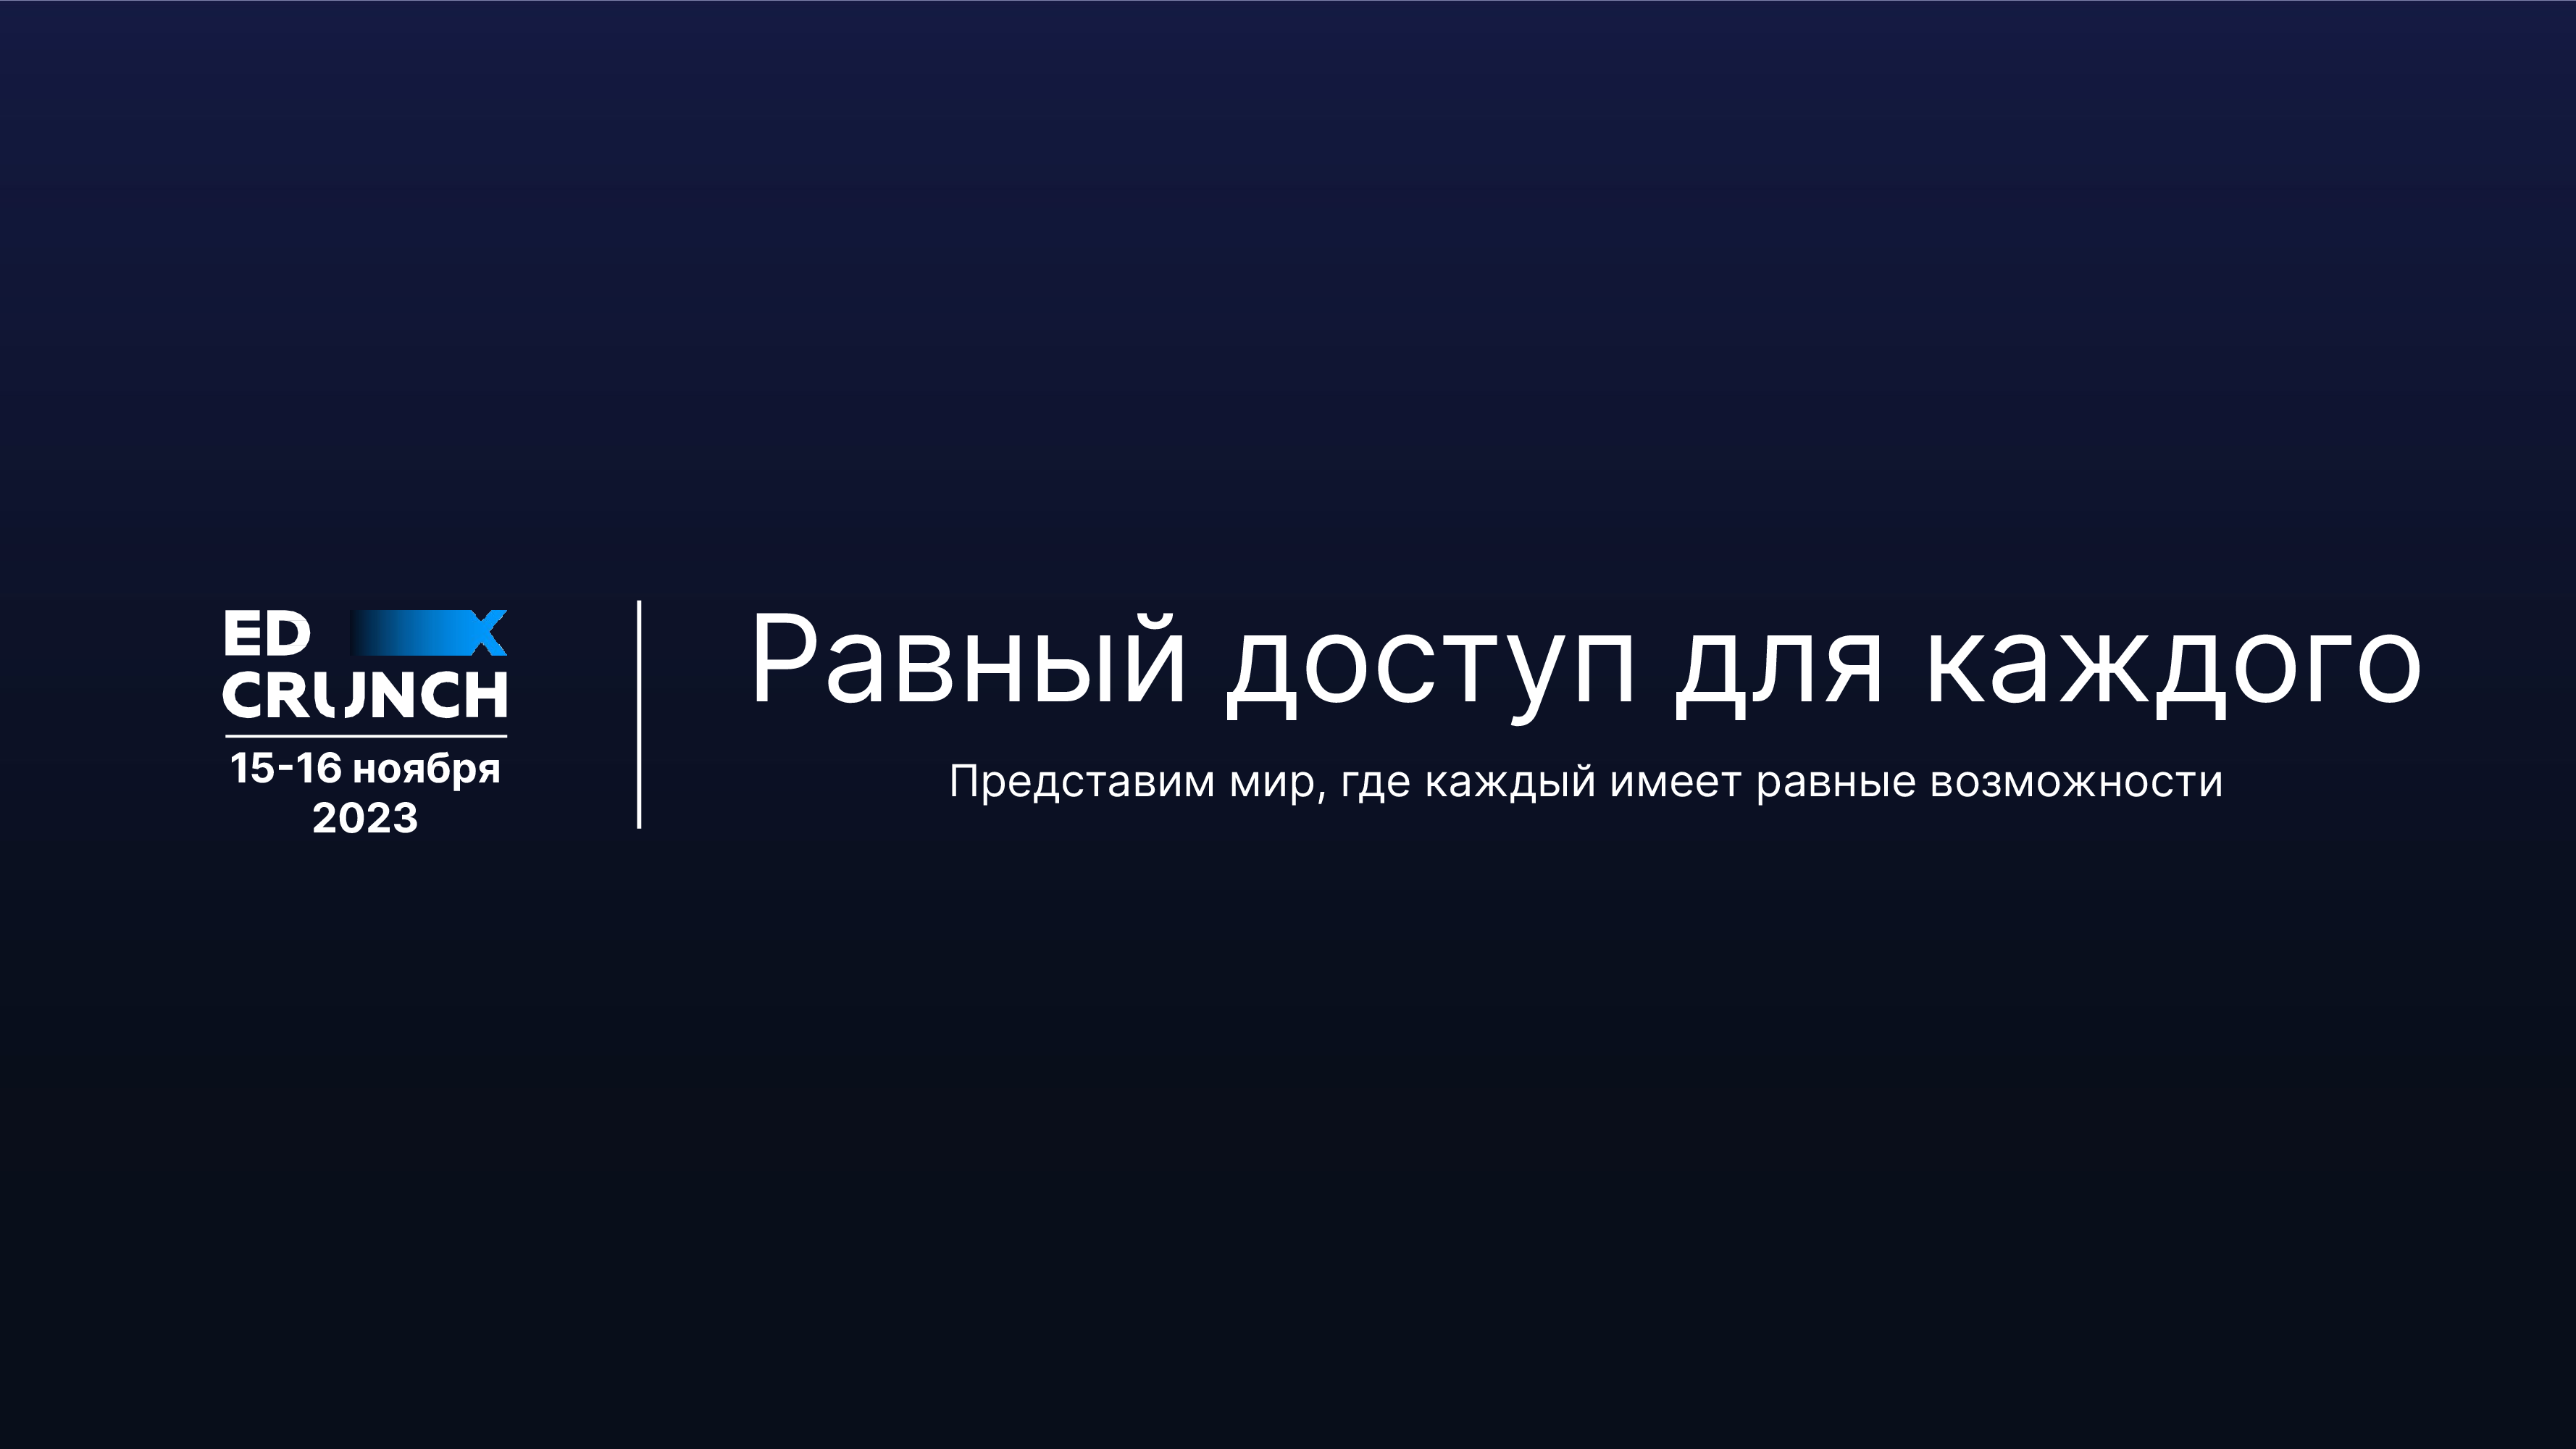 ED X
CRUNCH
15-16 ноября
2023
Равный доступ для каждого
Представим мир, где каждый имеет равные возможности